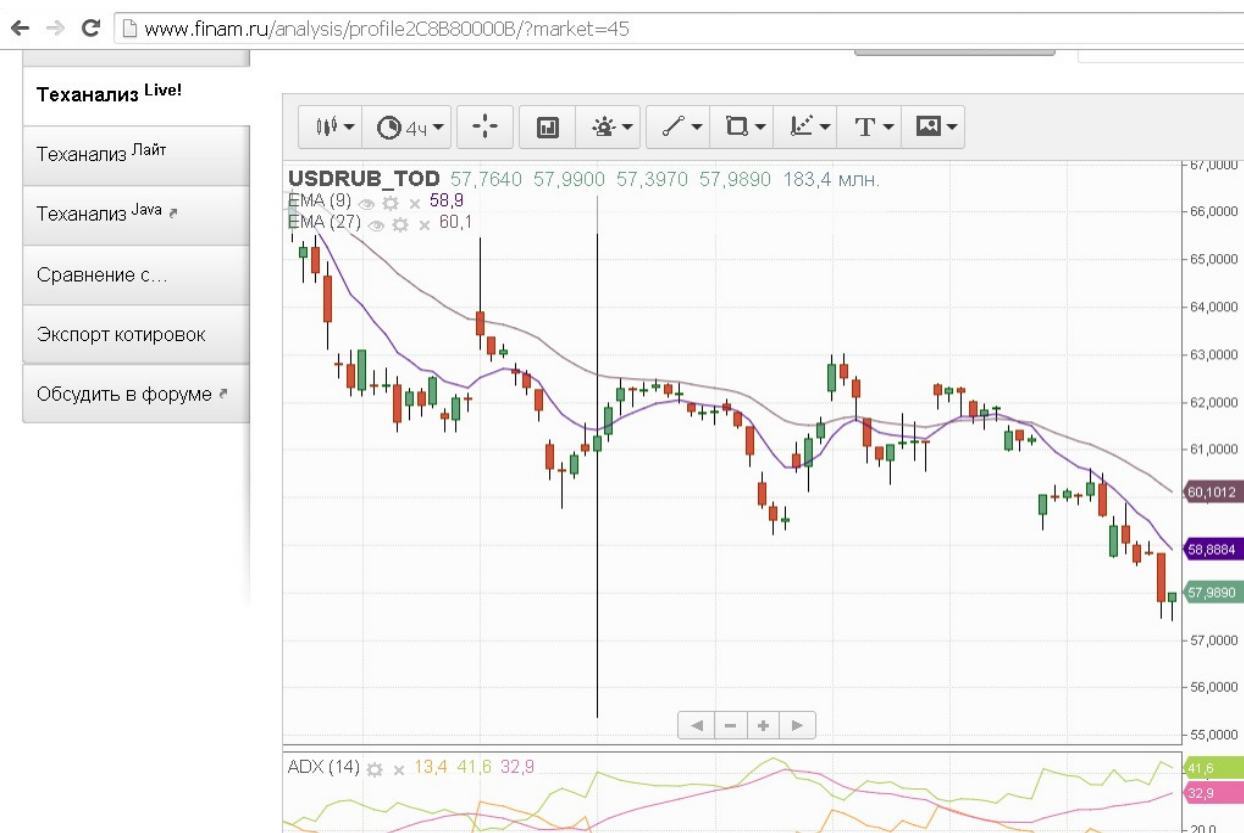 www.finam.ru/analysis/profile2C8B80000B/?market=45
Теханализ Live!
Теханализ Лайт
Теханализ Java
Сравнение с...
Экспорт котировок
Обсудить в форуме
4ч
T
USDRUB_TOD 57,7640 57,9900 57,3970 57,9890 183,4 млн.
EMA (9) 58,9
EMA (27) 60,1
67,0000
66,0000
65,0000
64,0000
63,0000
62,0000
61,0000
60,1012
58,8884
57,9890
57,0000
56,0000
55,0000
ADX (14) 13,4 41,6 32,9
41,6
32,9
20,0